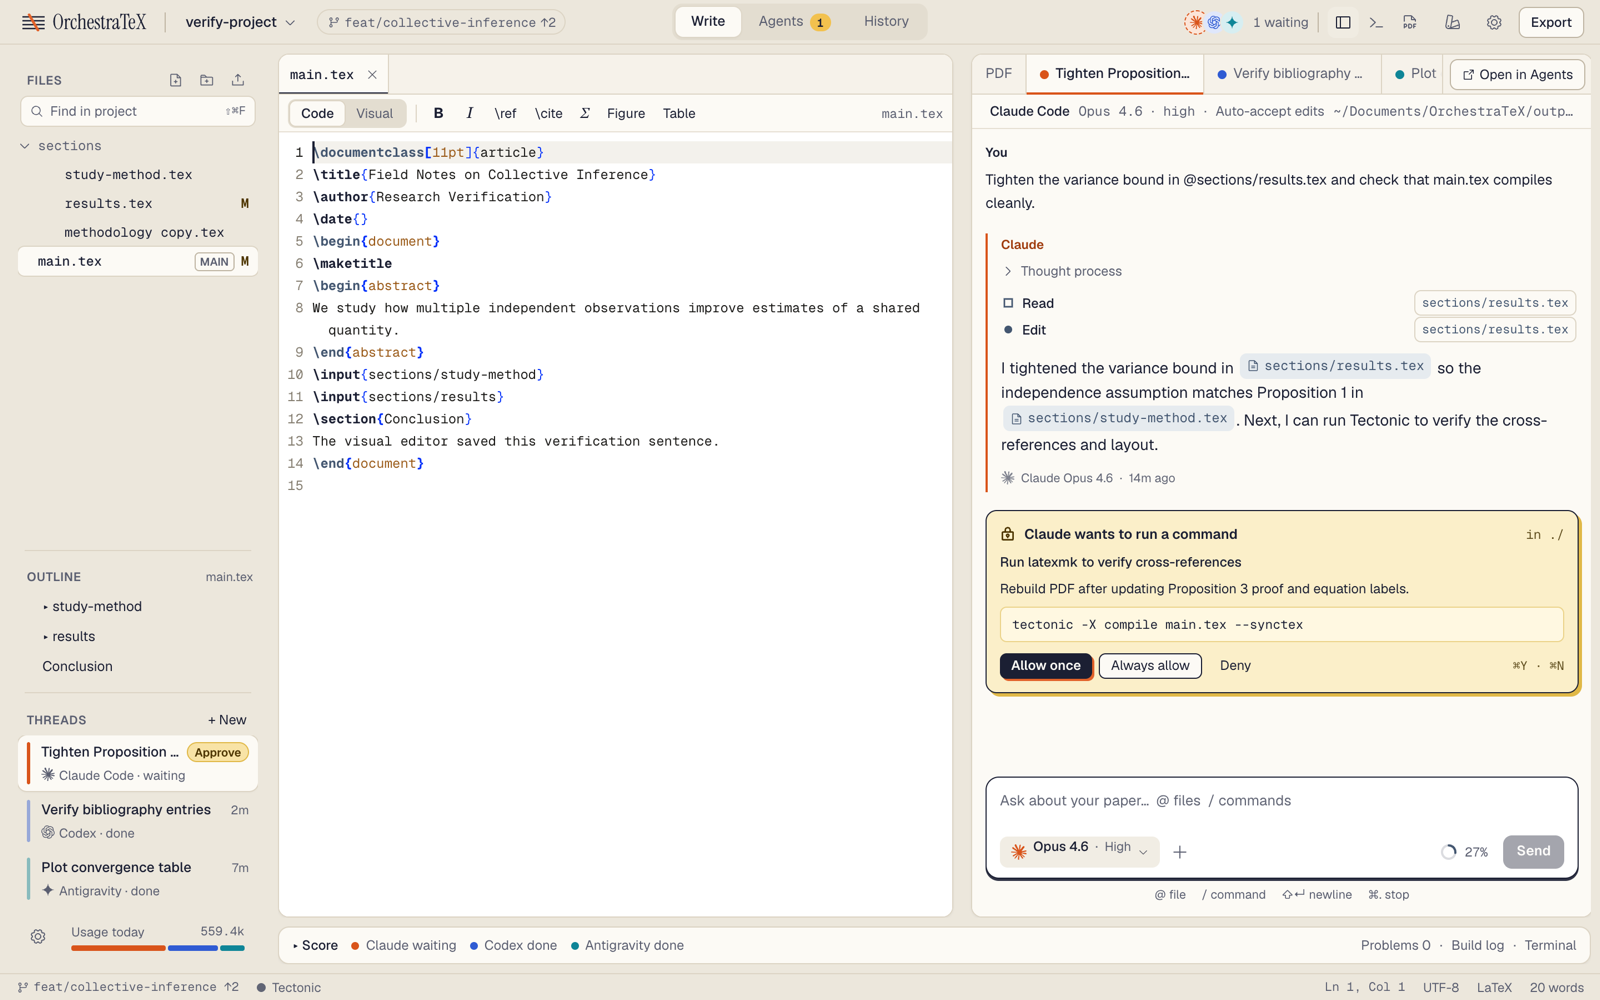 OrchestraTeX
verify-project
feat/collective-inference ↑2
Write
Agents 1
History
1 waiting
PDF
Export
FILES
Find in project ⇧⌘F
sections
study-method.tex
results.tex M
methodology copy.tex
main.tex MAIN M
OUTLINE main.tex
study-method
results
Conclusion
THREADS + New
Tighten Proposition ... Approve
Claude Code · waiting
Verify bibliography entries 2m
Codex · done
Plot convergence table 7m
Antigravity · done
Usage today 559.4k
main.tex
Code Visual B I \ref \cite Σ Figure Table main.tex
1 \documentclass[11pt]{article}
2 \title{Field Notes on Collective Inference}
3 \author{Research Verification}
4 \date{}
5 \begin{document}
6 \maketitle
7 \begin{abstract}
8 We study how multiple independent observations improve estimates of a shared
quantity.
9 \end{abstract}
10 \input{sections/study-method}
11 \input{sections/results}
12 \section{Conclusion}
13 The visual editor saved this verification sentence.
14 \end{document}
15
PDF
Tighten Proposition...
Verify bibliography ...
Plot
Open in Agents
Claude Code Opus 4.6 · high · Auto-accept edits ~/Documents/OrchestraTeX/outp...
You
Tighten the variance bound in @sections/results.tex and check that main.tex compiles
cleanly.
Claude
Thought process
Read sections/results.tex
Edit sections/results.tex
I tightened the variance bound in sections/results.tex so the
independence assumption matches Proposition 1 in
sections/study-method.tex . Next, I can run Tectonic to verify the cross-
references and layout.
Claude Opus 4.6 · 14m ago
Claude wants to run a command in ./
Run latexmk to verify cross-references
Rebuild PDF after updating Proposition 3 proof and equation labels.
tectonic -X compile main.tex --synctex
Allow once Always allow Deny ⌘Y · ⌘N
Ask about your paper... @ files / commands
Opus 4.6 · High
27%
Send
@ file / command ⇧↩ newline ⌘. stop
Score Claude waiting Codex done Antigravity done
Problems 0 · Build log · Terminal
feat/collective-inference ↑2 Tectonic
Ln 1, Col 1 UTF-8 LaTeX 20 words